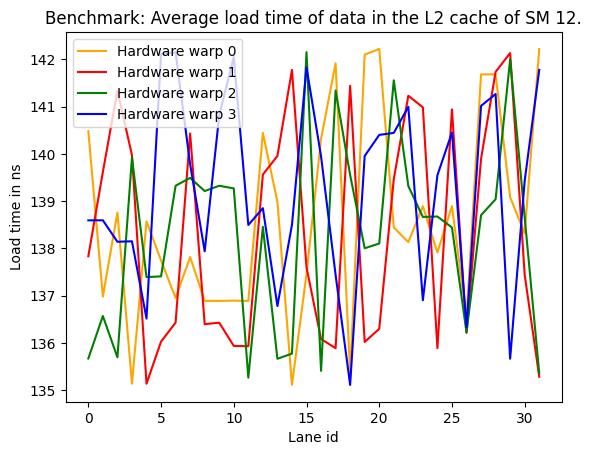 Benchmark: Average load time of data in the L2 cache of SM 12.
Hardware warp 0
Hardware warp 1
Hardware warp 2
Hardware warp 3
Load time in ns
142
141
140
139
138
137
136
135
0 5 10 15 20 25 30
Lane id